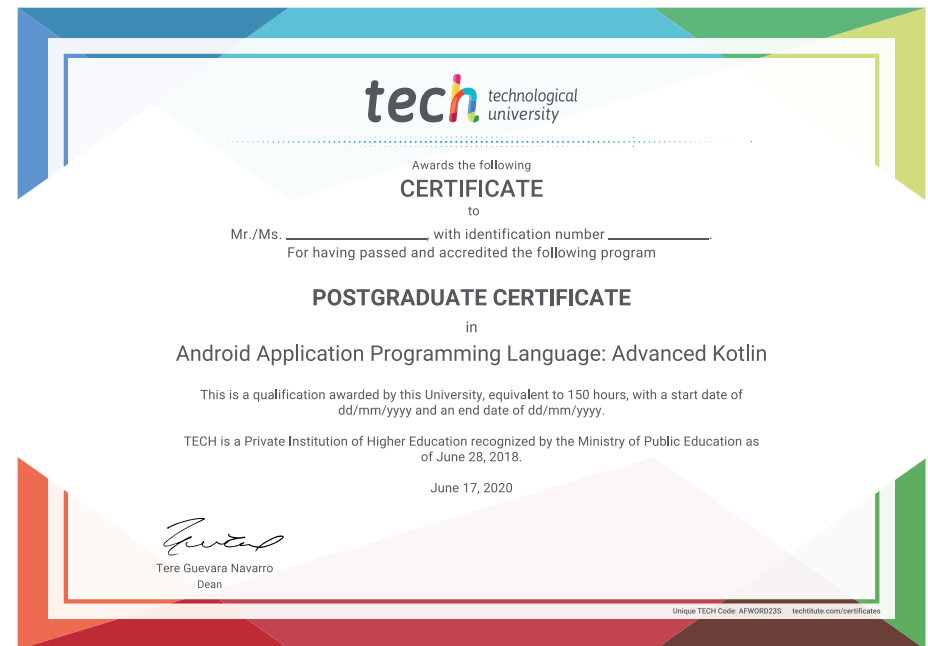 tech technological
university
Awards the following
CERTIFICATE
to
Mr./Ms. ____________________, with identification number ______________.
For having passed and accredited the following program
POSTGRADUATE CERTIFICATE
in
Android Application Programming Language: Advanced Kotlin
This is a qualification awarded by this University, equivalent to 150 hours, with a start date of
dd/mm/yyyy and an end date of dd/mm/yyyy.
TECH is a Private Institution of Higher Education recognized by the Ministry of Public Education as
of June 28, 2018.
June 17, 2020
Tere Guevara Navarro
Dean
Unique TECH Code: AFWORD23S techtitute.com/certificates